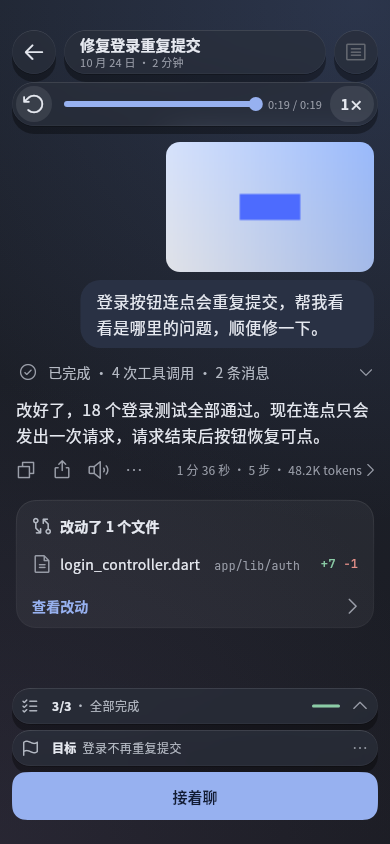 修复登录重复提交
10 月 24 日 · 2 分钟
0:19 / 0:19
1×
登录按钮连点会重复提交，帮我看
看是哪里的问题，顺便修一下。
已完成 · 4 次工具调用 · 2 条消息
改好了，18 个登录测试全部通过。现在连点只会
发出一次请求，请求结束后按钮恢复可点。
1 分 36 秒 · 5 步 · 48.2K tokens
改动了 1 个文件
login_controller.dart app/lib/auth +7 -1
查看改动
3/3 · 全部完成
目标 登录不再重复提交
接着聊